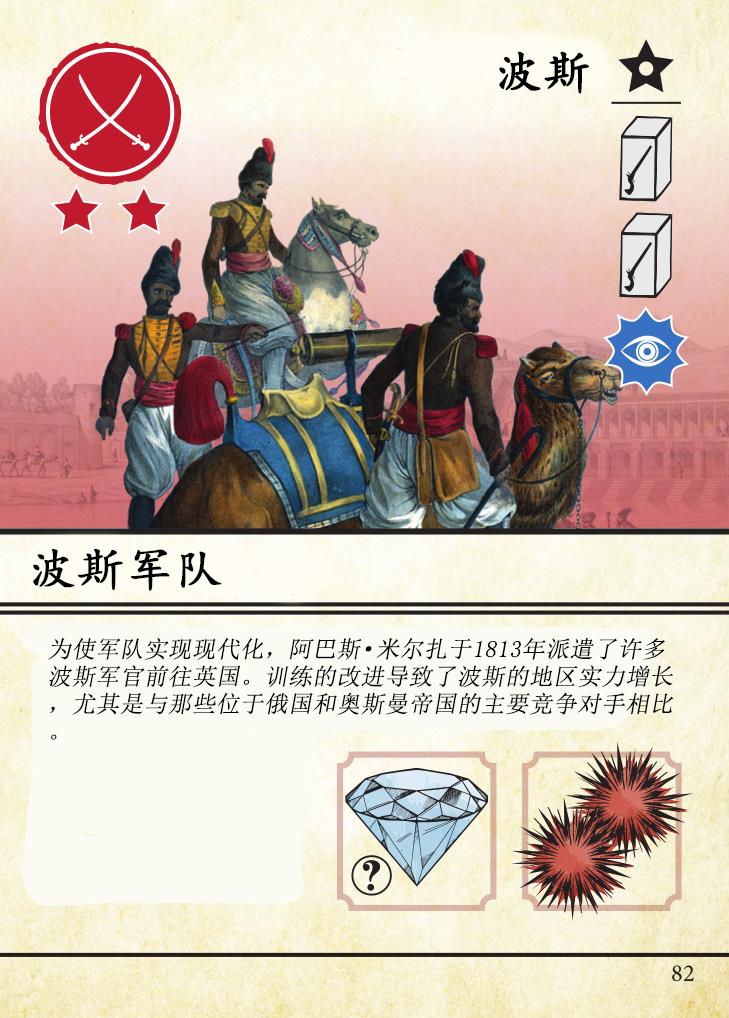 波斯
波斯军队
为使军队实现现代化，阿巴斯•米尔扎于1813年派遣了许多
波斯军官前往英国。训练的改进导致了波斯的地区实力增长
，尤其是与那些位于俄国和奥斯曼帝国的主要竞争对手相比
。
?
82